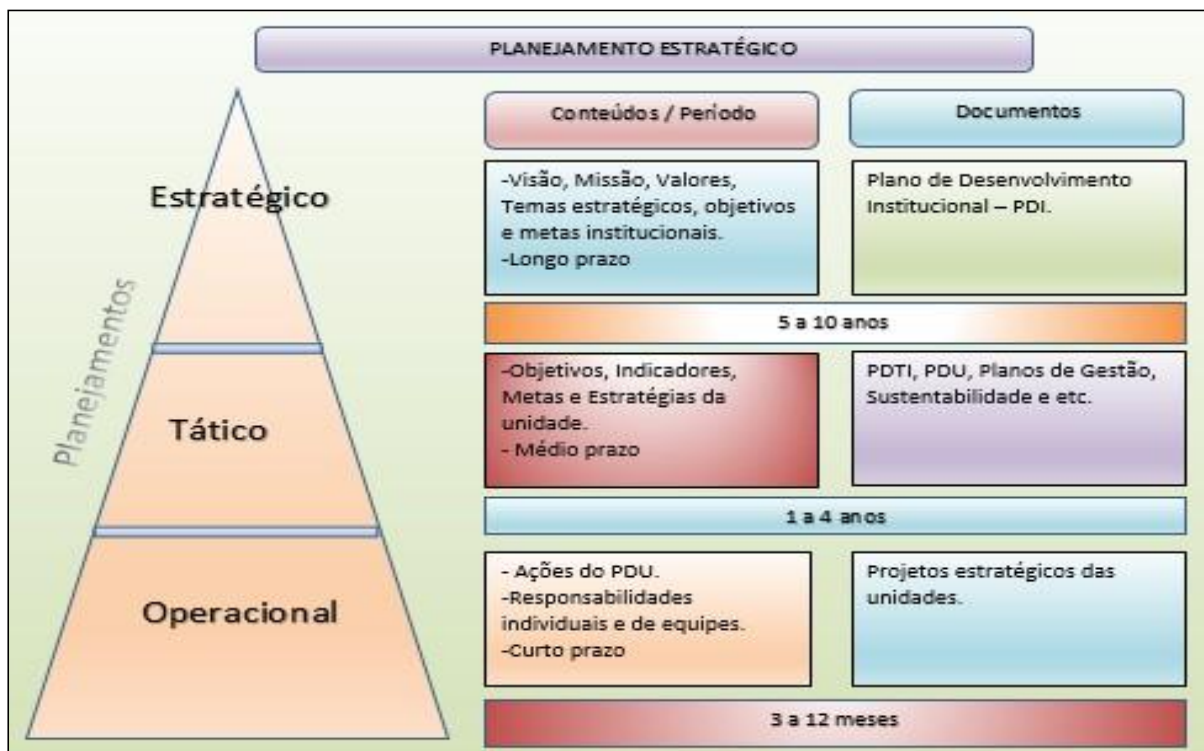 PLANEJAMENTO ESTRATÉGICO
Conteúdos / Período
Documentos
Estratégico
-Visão, Missão, Valores,
Temas estratégicos, objetivos
e metas institucionais.
-Longo prazo
Plano de Desenvolvimento
Institucional – PDI.
5 a 10 anos
Planejamentos
Tático
-Objetivos, Indicadores,
Metas e Estratégias da
unidade.
- Médio prazo
PDTI, PDU, Planos de Gestão,
Sustentabilidade e etc.
1 a 4 anos
Operacional
- Ações do PDU.
-Responsabilidades
individuais e de equipes.
-Curto prazo
Projetos estratégicos das
unidades.
3 a 12 meses